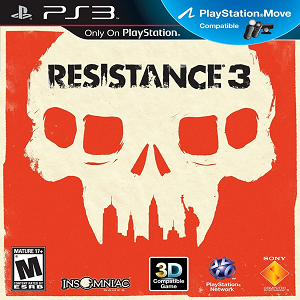 PS3
Only On PlayStation®
PlayStation®Move
Compatible
RESISTANCE® 3
MATURE 17+
M
ESRB
INSOMNIAC
3D
Compatible
Game
PlayStation®
Network
SONY